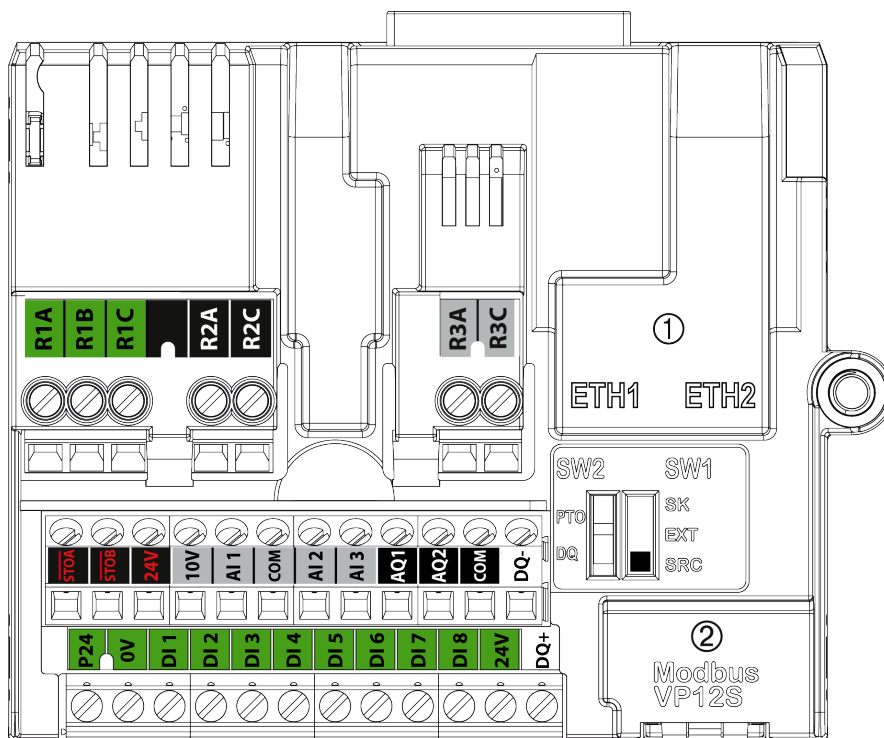 R1A R1B R1C R2A R2C R3A R3C
①
ETH1 ETH2
SW2 SW1
PTO SK
EXT
DQ SRC
STOA STOB 24V 10V AI 1 COM AI 2 AI 3 AQ1 AQ2 COM DQ-
P24 0V DI 1 DI 2 DI 3 DI 4 DI 5 DI 6 DI 7 DI 8 24V DQ+
②
Modbus
VP12S